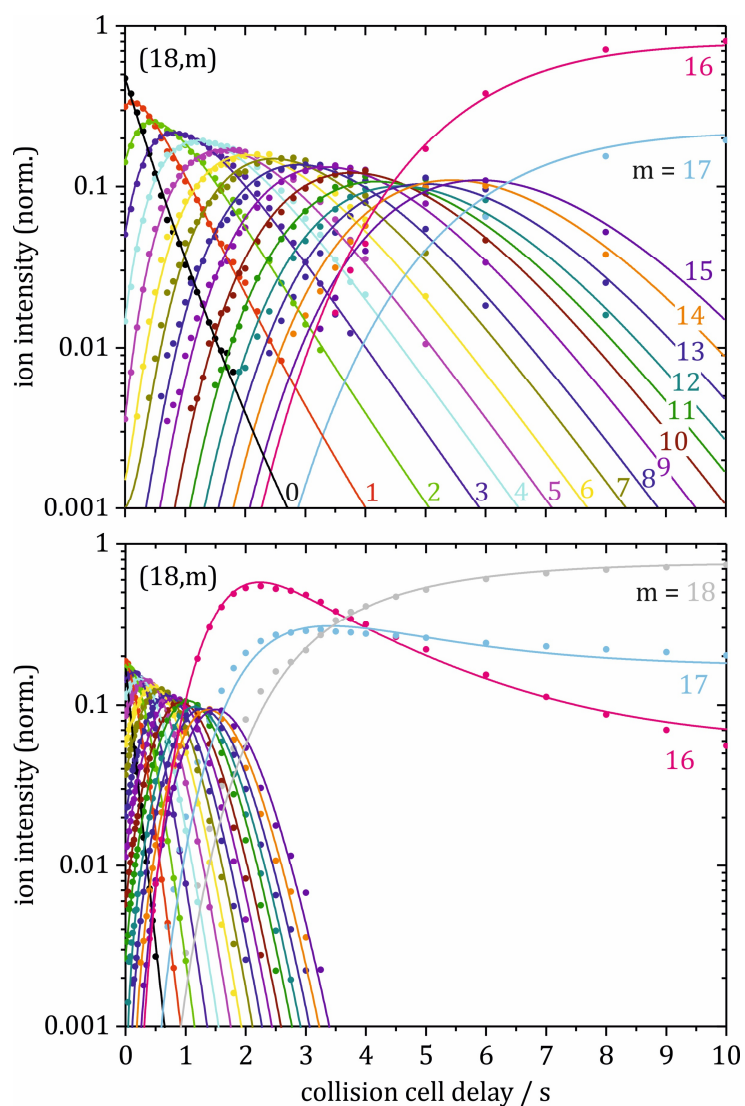 1
(18,m)
16
m = 17
0.1
ion intensity (norm.)
15
14
13
0.01
12
11
10
9
8
0 1 2 3 4 5 6 7
0.001
1
(18,m)
m = 18
17
0.1
ion intensity (norm.)
16
0.01
0.001
0 1 2 3 4 5 6 7 8 9 10
collision cell delay / s